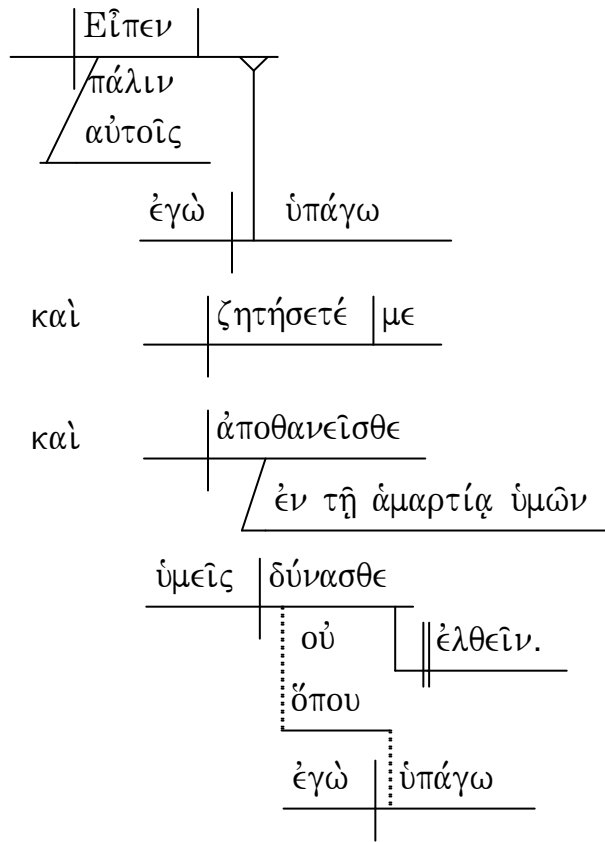 Εἶπεν
πάλιν
αὐτοῖς
ἐγὼ ὑπάγω
καὶ ζητήσετέ με
καὶ ἀποθανεῖσθε
ἐν τῇ ἁμαρτίᾳ ὑμῶν
ὑμεῖς δύνασθε
οὐ ἐλθεῖν.
ὅπου
ἐγὼ ὑπάγω